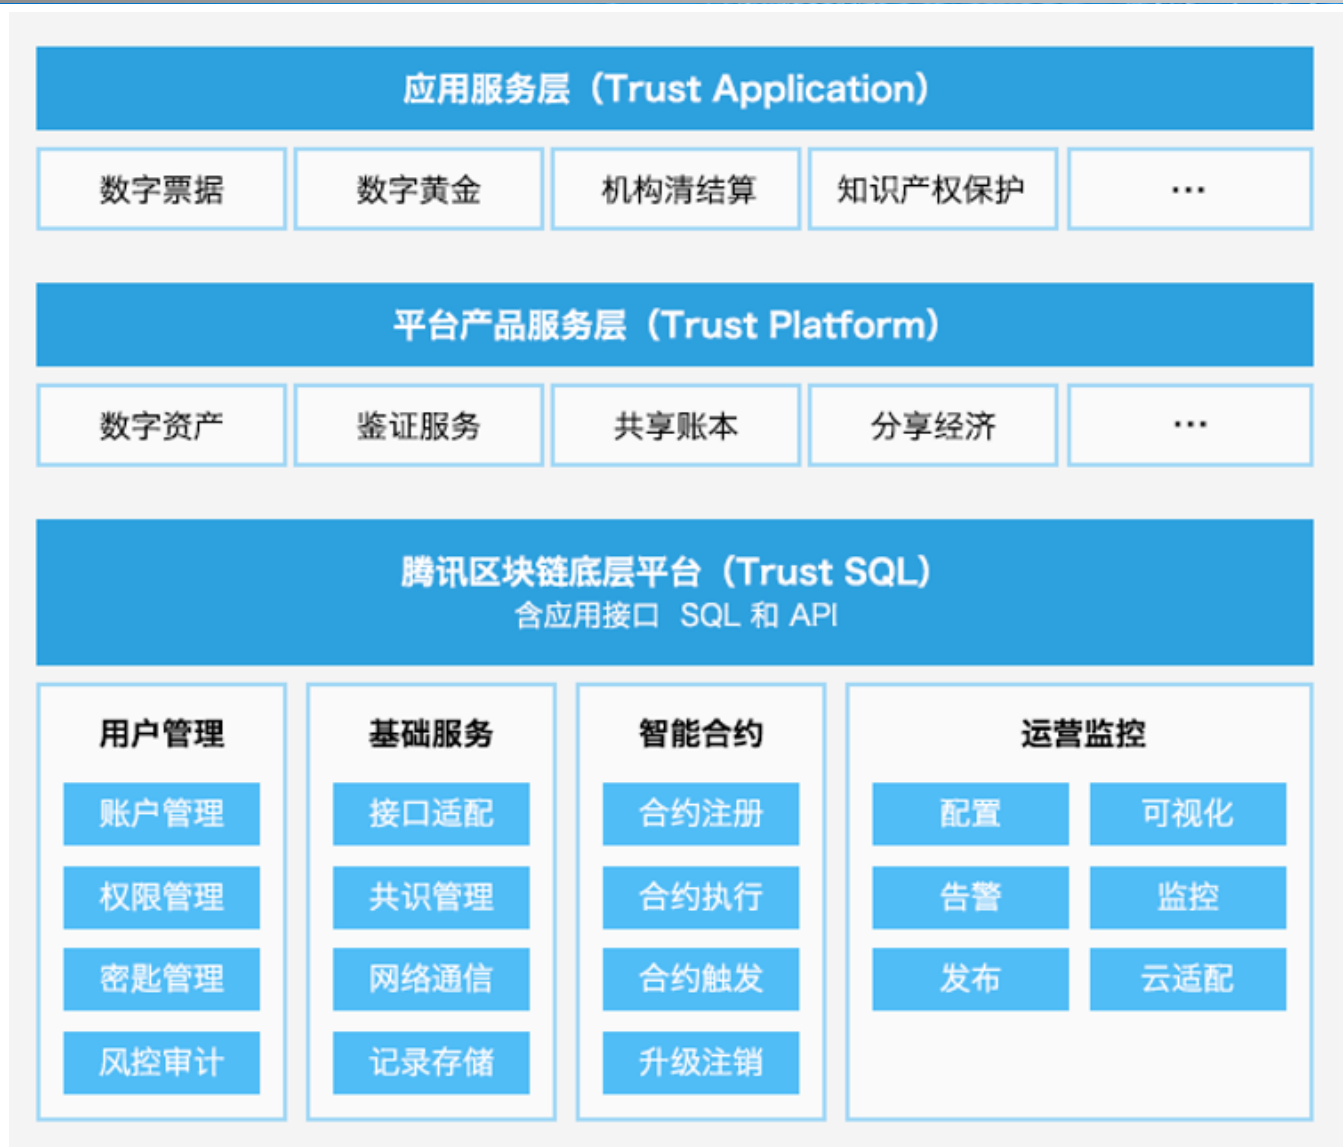 应用服务层（Trust Application）
数字票据
数字黄金
机构清结算
知识产权保护
···
平台产品服务层（Trust Platform）
数字资产
鉴证服务
共享账本
分享经济
···
腾讯区块链底层平台（Trust SQL）
含应用接口 SQL 和 API
用户管理
账户管理
权限管理
密匙管理
风控审计
基础服务
接口适配
共识管理
网络通信
记录存储
智能合约
合约注册
合约执行
合约触发
升级注销
运营监控
配置
可视化
告警
监控
发布
云适配